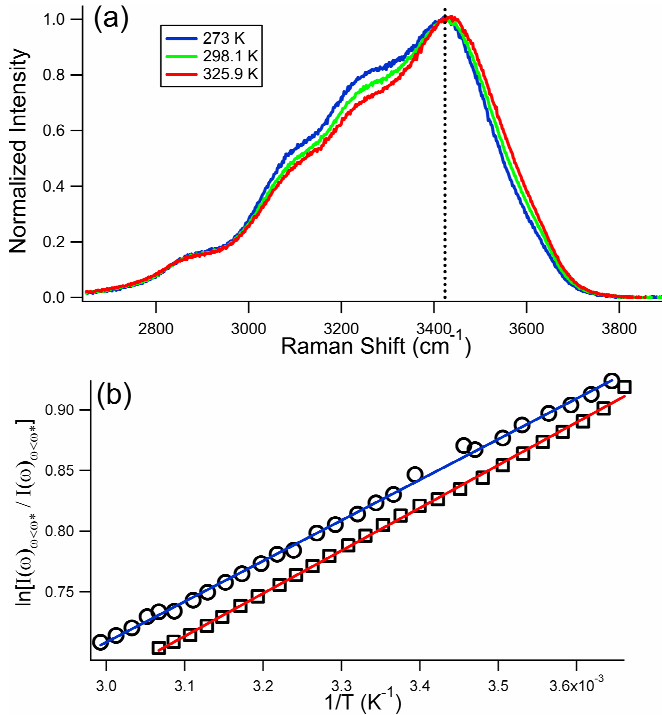 (a)
273 K
298.1 K
325.9 K
Normalized Intensity
1.0
0.8
0.6
0.4
0.2
0.0
2800 3000 3200 3400 3600 3800
Raman Shift (cm⁻¹)
(b)
ln[I(ω)ω<ω* / I(ω)ω<ω*]
0.90
0.85
0.80
0.75
3.0 3.1 3.2 3.3 3.4 3.5 3.6x10⁻³
1/T (K⁻¹)